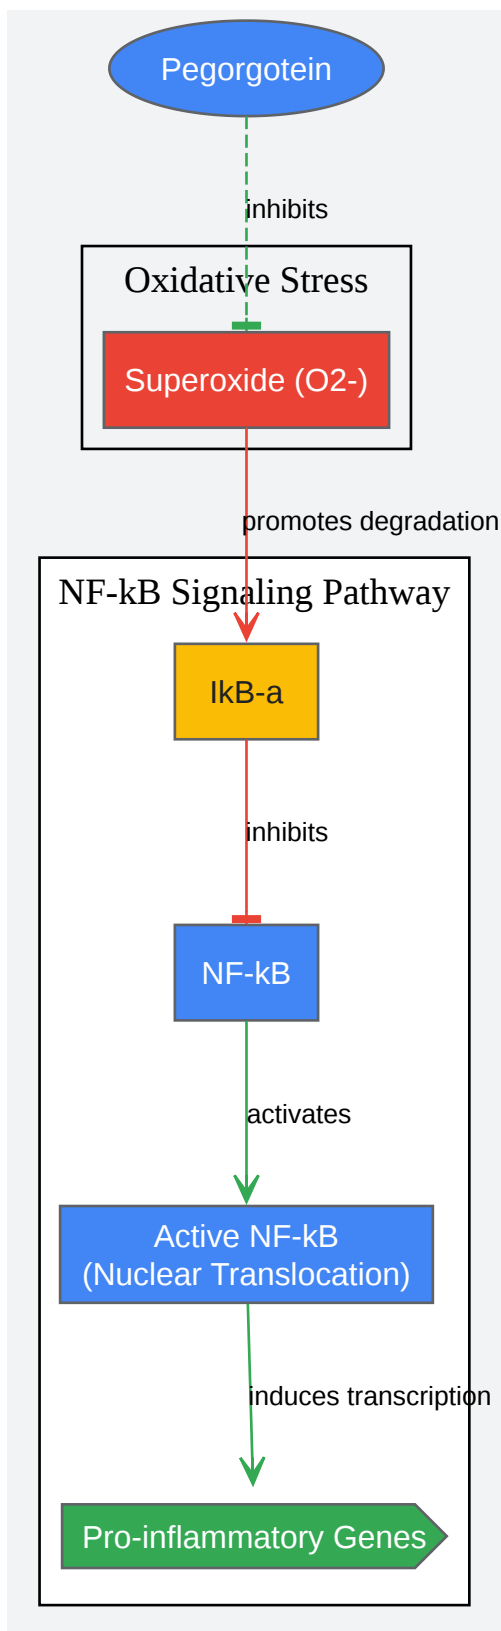 Pegorgotein
inhibits
Oxidative Stress
Superoxide (O2-)
promotes degradation
NF-kB Signaling Pathway
IkB-a
inhibits
NF-kB
activates
Active NF-kB
(Nuclear Translocation)
induces transcription
Pro-inflammatory Genes